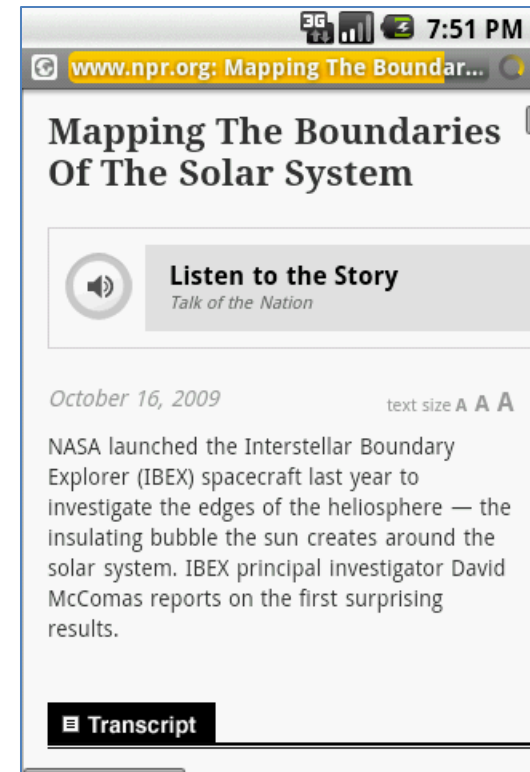 3G 7:51 PM
www.npr.org: Mapping The Boundar...
Mapping The Boundaries
Of The Solar System
Listen to the Story
Talk of the Nation
October 16, 2009
text size A A A
NASA launched the Interstellar Boundary
Explorer (IBEX) spacecraft last year to
investigate the edges of the heliosphere — the
insulating bubble the sun creates around the
solar system. IBEX principal investigator David
McComas reports on the first surprising
results.
Transcript